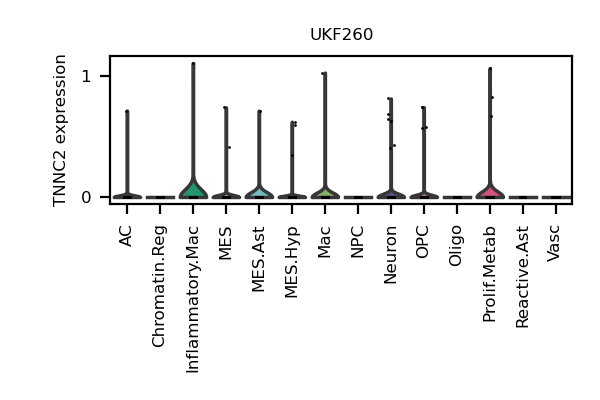 UKF260
TNNC2 expression
1
0
AC
Chromatin.Reg
Inflammatory.Mac
MES
MES.Ast
MES.Hyp
Mac
NPC
Neuron
OPC
Oligo
Prolif.Metab
Reactive.Ast
Vasc